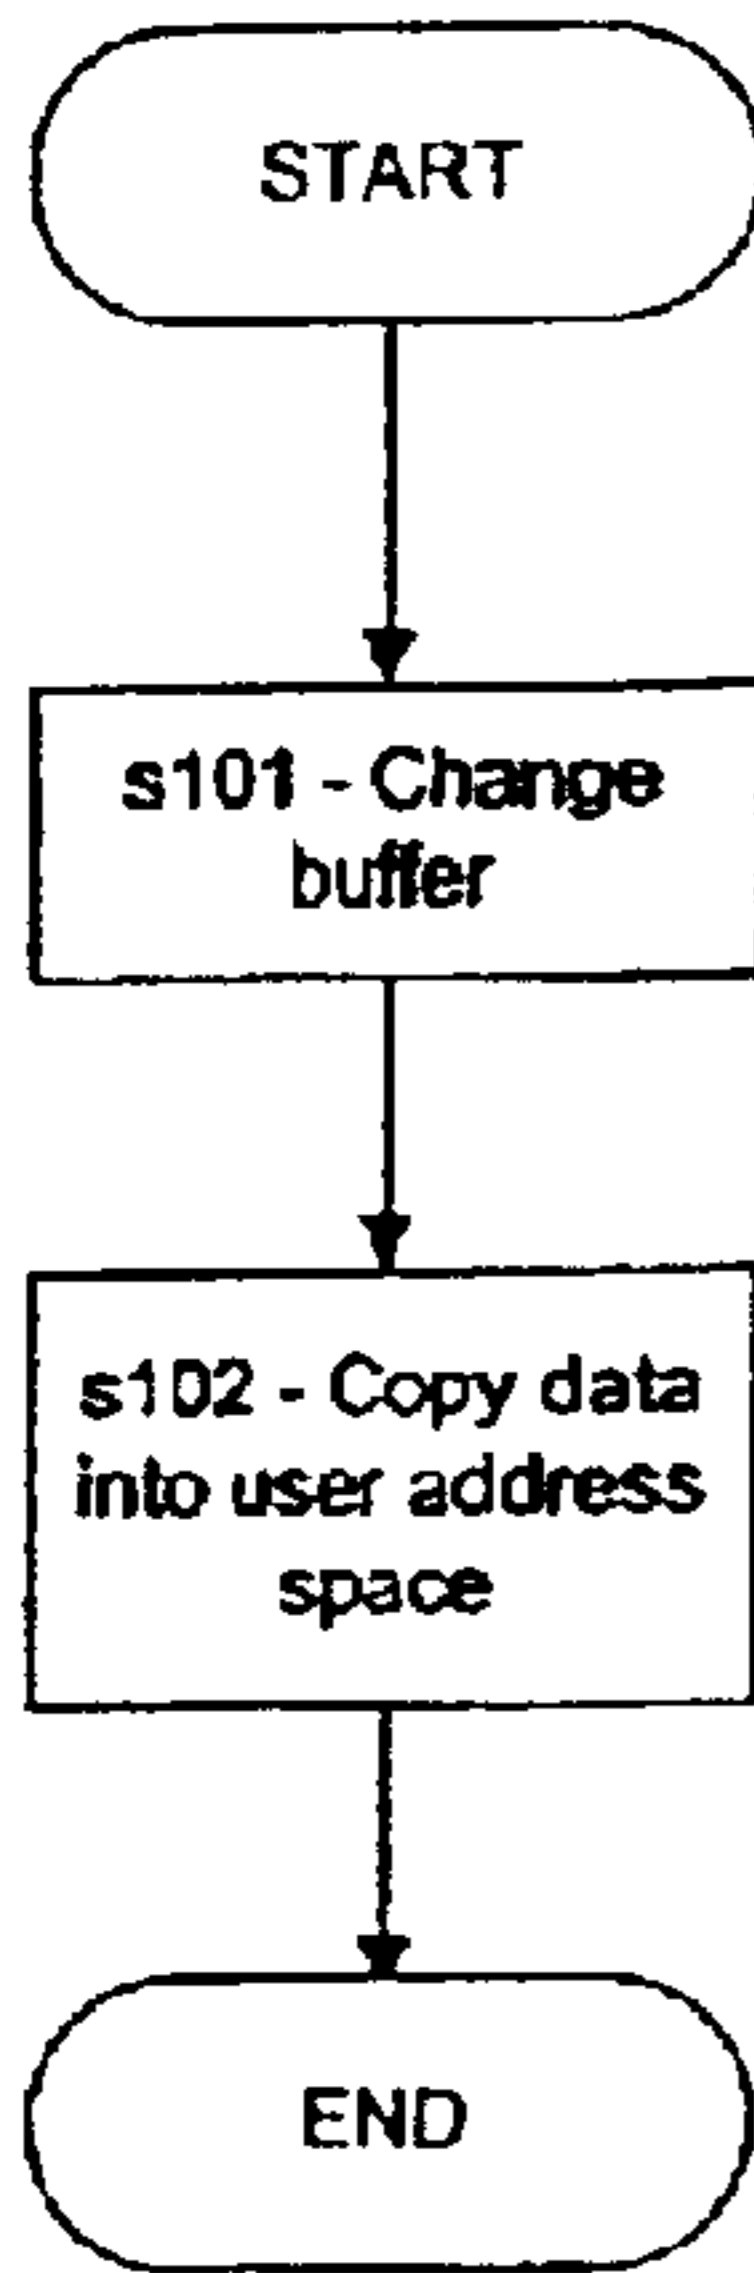 START
s101 - Change
buffer
s102 - Copy data
into user address
space
END